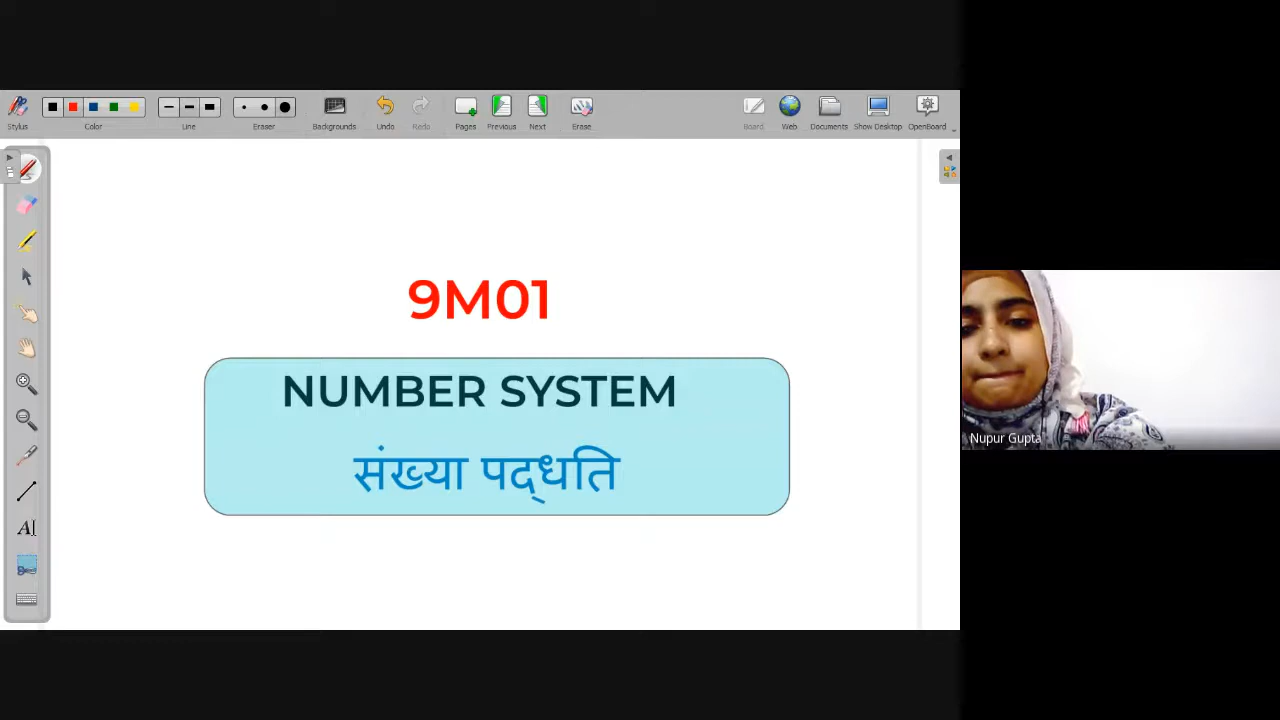 Stylus
Color
Line
Eraser
Backgrounds
Undo
Redo
Pages
Previous
Next
Erase
Board
Web
Documents
Show Desktop
OpenBoard
9M01
NUMBER SYSTEM
संख्या पद्धति
Nupur Gupta